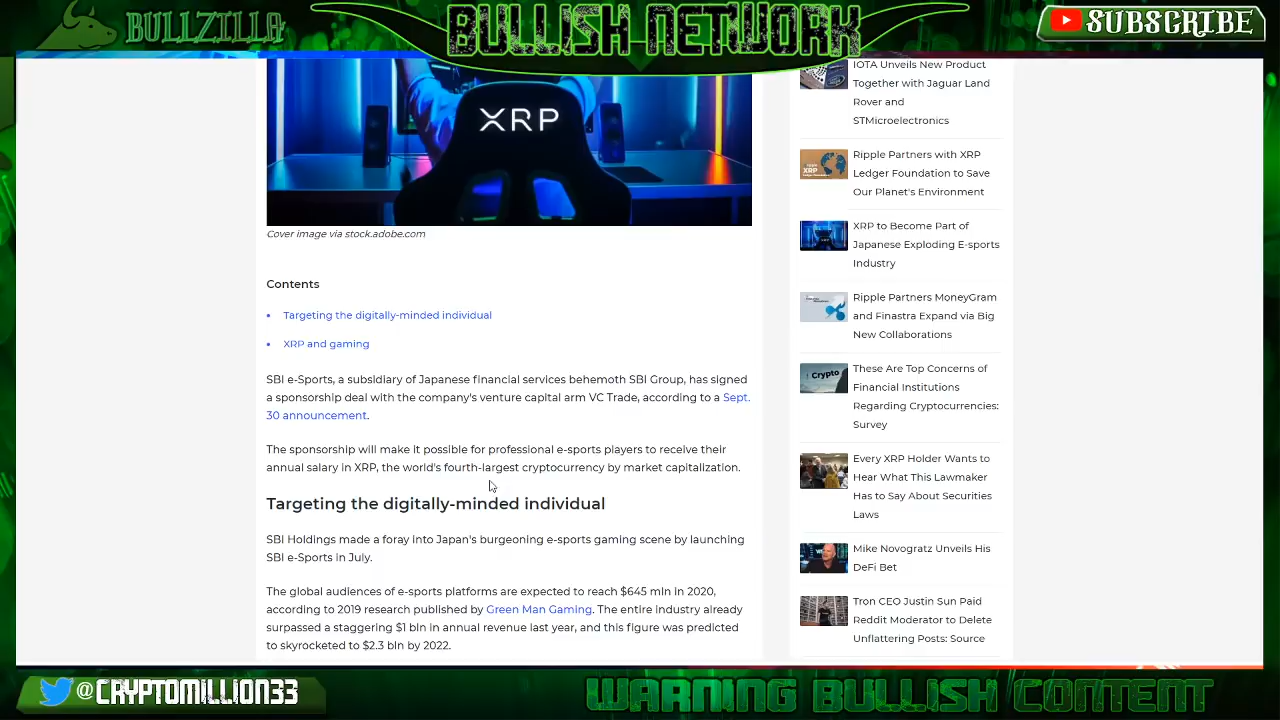 BULLZILLA
BULLISH NETWORK
SUBSCRIBE
XRP
Cover image via stock.adobe.com
Contents
• Targeting the digitally-minded individual
• XRP and gaming
SBI e-Sports, a subsidiary of Japanese financial services behemoth SBI Group, has signed
a sponsorship deal with the company's venture capital arm VC Trade, according to a Sept.
30 announcement.
The sponsorship will make it possible for professional e-sports players to receive their
annual salary in XRP, the world's fourth-largest cryptocurrency by market capitalization.
Targeting the digitally-minded individual
SBI Holdings made a foray into Japan's burgeoning e-sports gaming scene by launching
SBI e-Sports in July.
The global audiences of e-sports platforms are expected to reach $645 mln in 2020,
according to 2019 research published by Green Man Gaming. The entire industry already
surpassed a staggering $1 bln in annual revenue last year, and this figure was predicted
to skyrocketed to $2.3 bln by 2022.
IOTA Unveils New Product
Together with Jaguar Land
Rover and
STMicroelectronics
Ripple Partners with XRP
Ledger Foundation to Save
Our Planet's Environment
XRP to Become Part of
Japanese Exploding E-sports
Industry
Ripple Partners MoneyGram
and Finastra Expand via Big
New Collaborations
Crypto
These Are Top Concerns of
Financial Institutions
Regarding Cryptocurrencies:
Survey
Every XRP Holder Wants to
Hear What This Lawmaker
Has to Say About Securities
Laws
Mike Novogratz Unveils His
DeFi Bet
Tron CEO Justin Sun Paid
Reddit Moderator to Delete
Unflattering Posts: Source
@CRYPTOMILLION33
WARNING BULLISH CONTENT